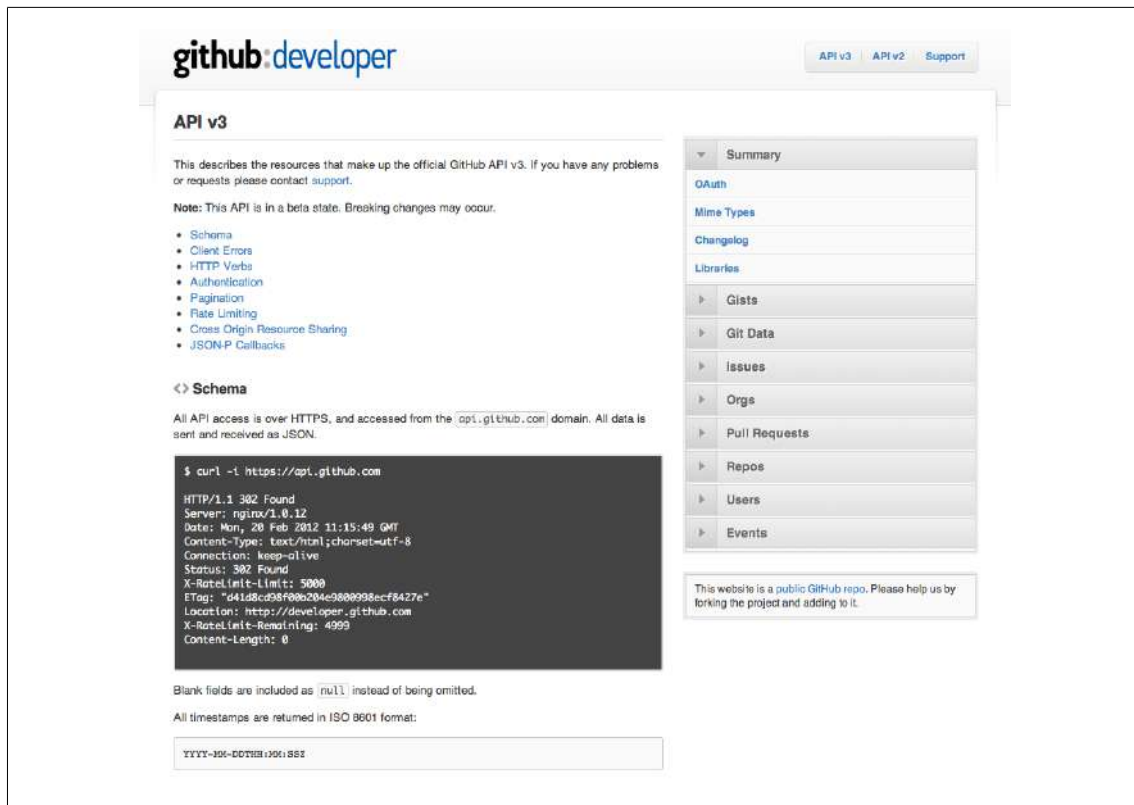 github:developer
API v3 API v2 Support
API v3
This describes the resources that make up the official GitHub API v3. If you have any problems
or requests please contact support.
Note: This API is in a beta state. Breaking changes may occur.
• Schema
• Client Errors
• HTTP Verbs
• Authentication
• Pagination
• Rate Limiting
• Cross Origin Resource Sharing
• JSON-P Callbacks
<> Schema
All API access is over HTTPS, and accessed from the api.github.com domain. All data is
sent and received as JSON.
$ curl -i https://api.github.com
HTTP/1.1 302 Found
Server: nginx/1.0.12
Date: Mon, 20 Feb 2012 11:15:49 GMT
Content-Type: text/html;charset=utf-8
Connection: keep-alive
Status: 302 Found
X-RateLimit-Limit: 5000
ETag: "d41d8cd98f00b204e9800998ecf8427e"
Location: http://developer.github.com
X-RateLimit-Remaining: 4999
Content-Length: 0
Blank fields are included as null instead of being omitted.
All timestamps are returned in ISO 8601 format:
YYYY-MM-DDTHH:MM:SSZ
Summary
OAuth
Mime Types
Changelog
Libraries
Gists
Git Data
Issues
Orgs
Pull Requests
Repos
Users
Events
This website is a public GitHub repo. Please help us by
forking the project and adding to it.